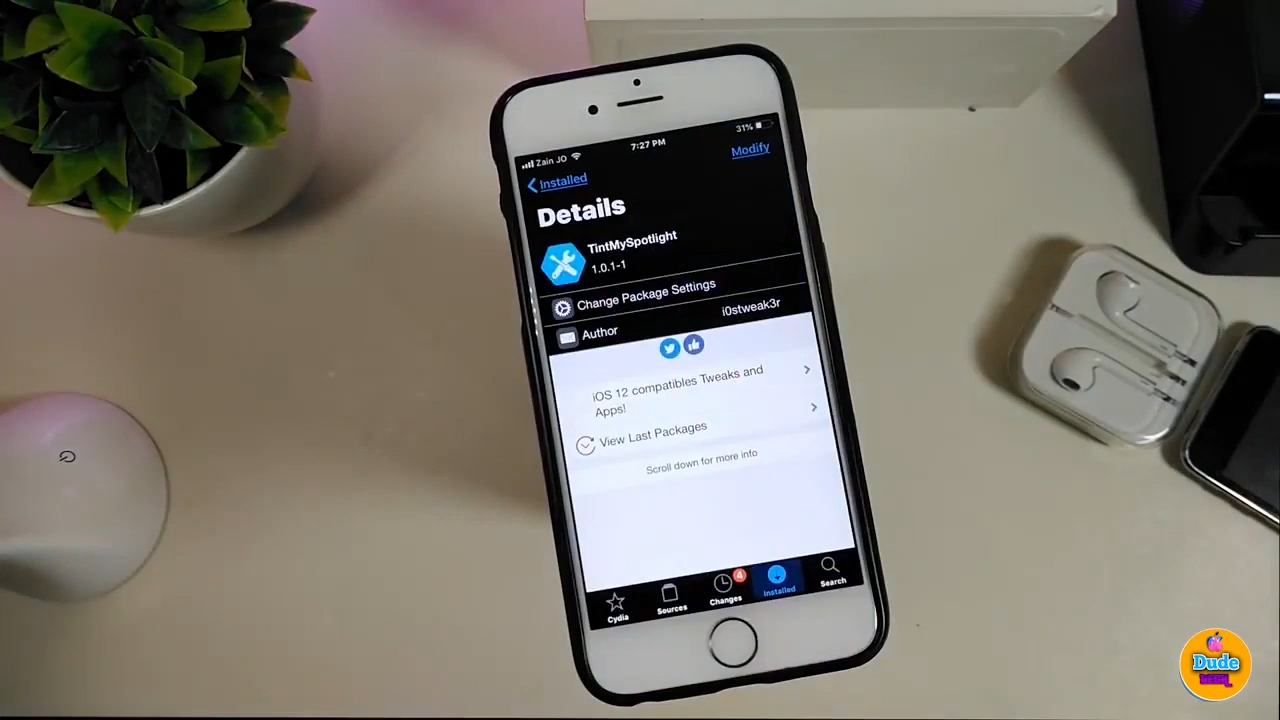 Zain JO
7:27 PM
31%
Installed
Modify
Details
TintMySpotlight
1.0.1-1
Change Package Settings
Author
i0stweak3r
iOS 12 compatibles Tweaks and
Apps!
View Last Packages
Scroll down for more info
Cydia
Sources
4
Changes
Installed
Search
Dude